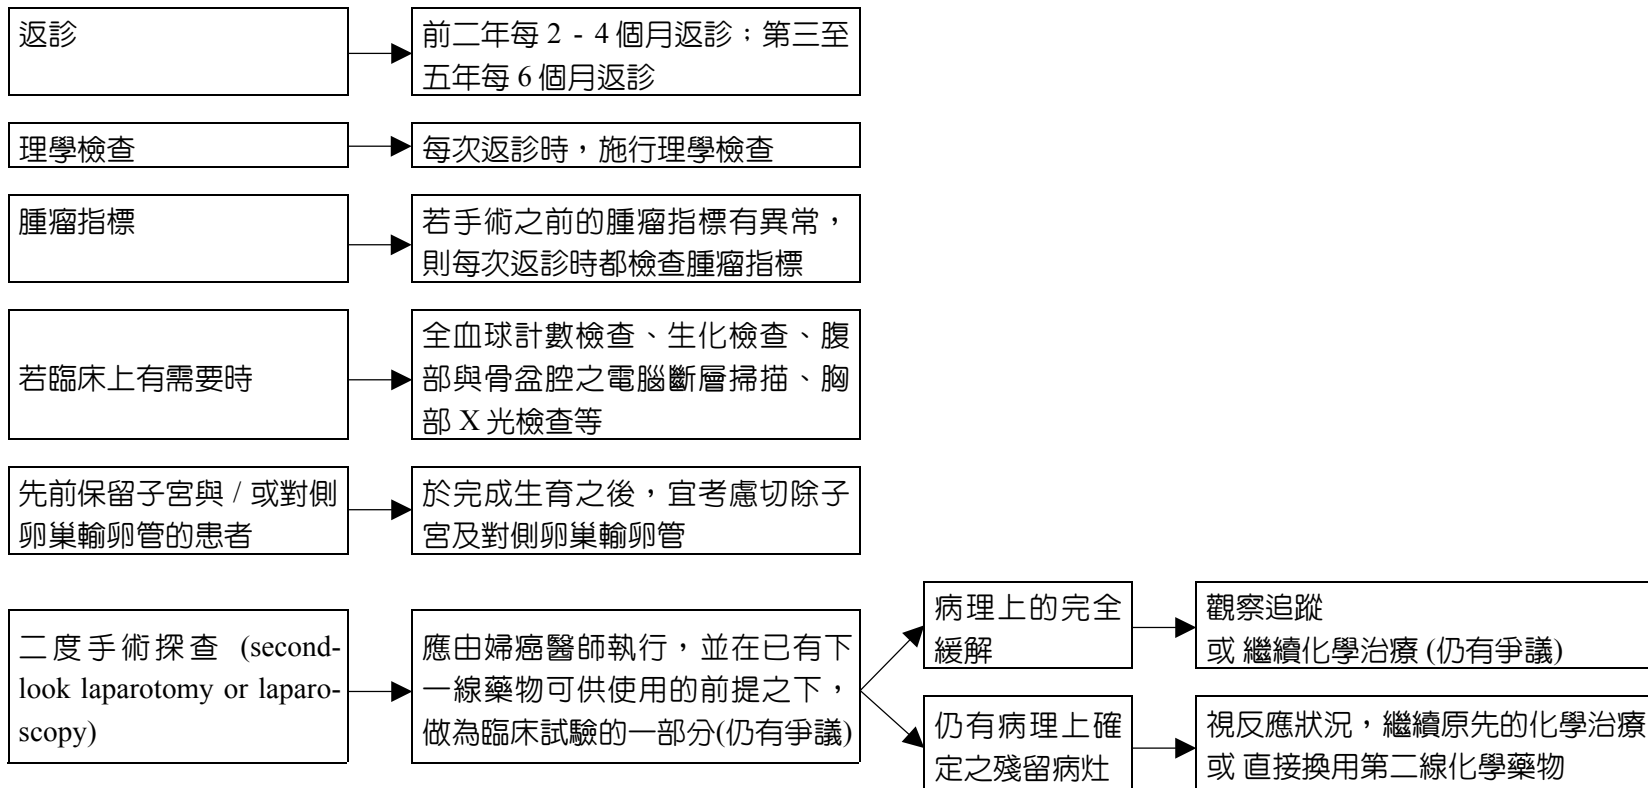 返診
前二年每 2 - 4 個月返診；第三至
五年每 6 個月返診
理學檢查
每次返診時，施行理學檢查
腫瘤指標
若手術之前的腫瘤指標有異常，
則每次返診時都檢查腫瘤指標
若臨床上有需要時
全血球計數檢查、生化檢查、腹
部與骨盆腔之電腦斷層掃描、胸
部 X 光檢查等
先前保留子宮與 / 或對側
卵巢輸卵管的患者
於完成生育之後，宜考慮切除子
宮及對側卵巢輸卵管
二度手術探查 (second-
look laparotomy or laparo-
scopy)
應由婦癌醫師執行，並在已有下
一線藥物可供使用的前提之下，
做為臨床試驗的一部分(仍有爭議)
病理上的完全
緩解
觀察追蹤
或 繼續化學治療 (仍有爭議)
仍有病理上確
定之殘留病灶
視反應狀況，繼續原先的化學治療
或 直接換用第二線化學藥物